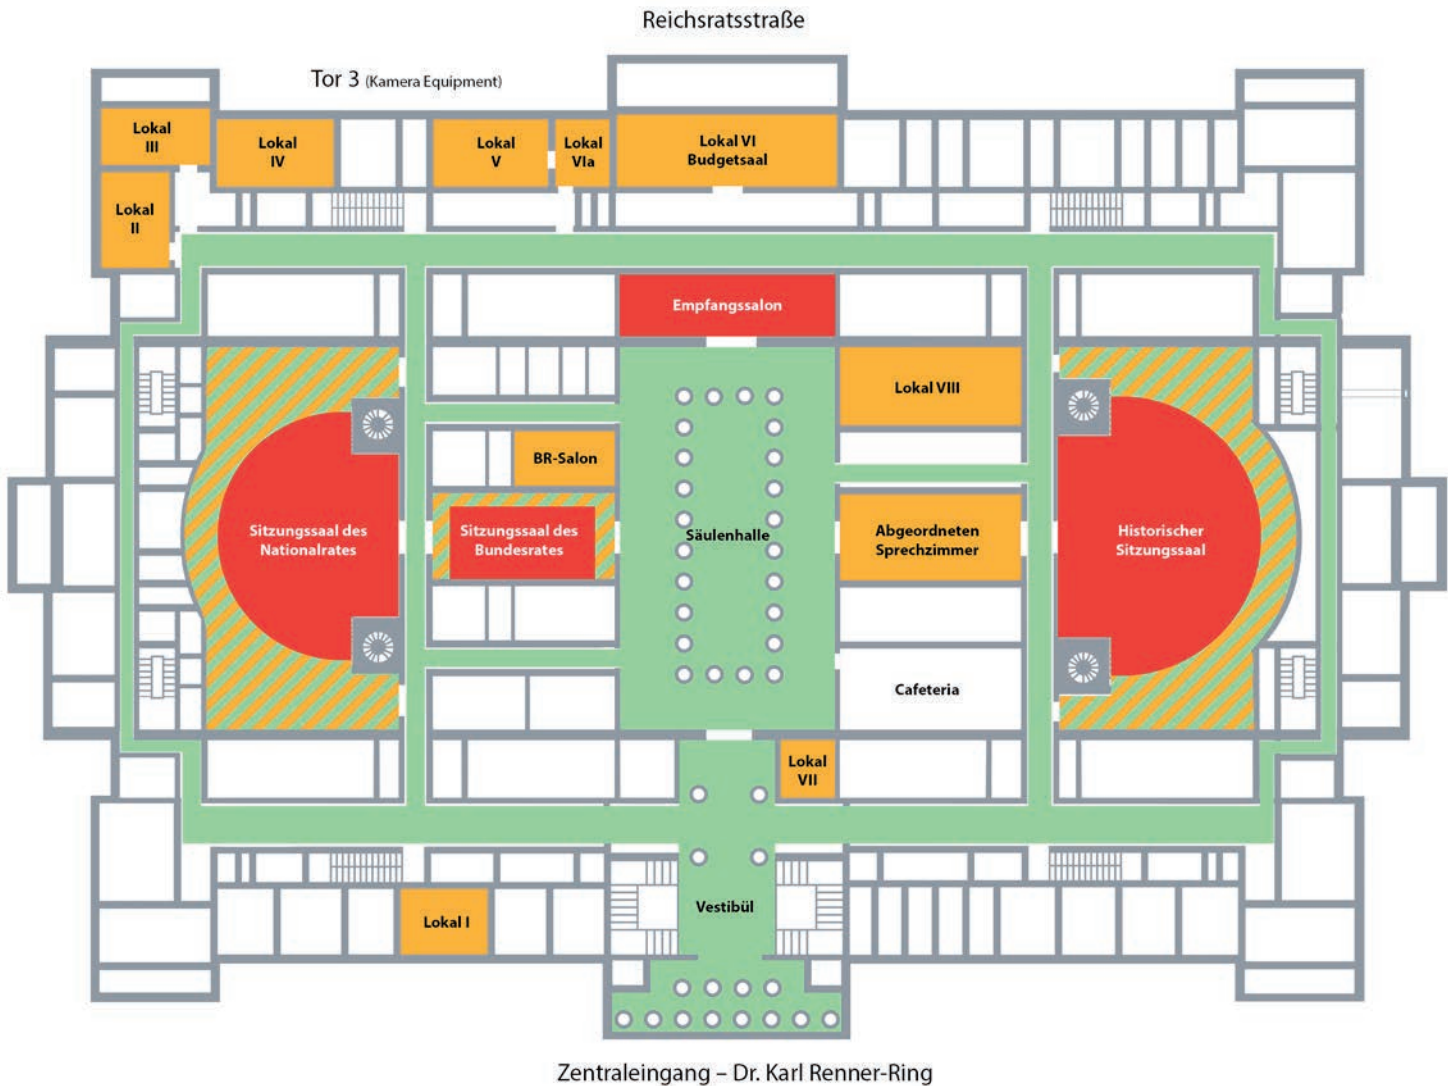 Reichsratsstraße
Tor 3 (Kamera Equipment)
Lokal
III
Lokal
IV
Lokal
V
Lokal
VIa
Lokal VI
Budgetsaal
Lokal
II
Empfangssalon
Lokal VIII
BR-Salon
Sitzungssaal des
Nationalrates
Sitzungssaal des
Bundesrates
Säulenhalle
Abgeordneten
Sprechzimmer
Historischer
Sitzungssaal
Cafeteria
Lokal
VII
Vestibül
Lokal I
Zentraleingang – Dr. Karl Renner-Ring